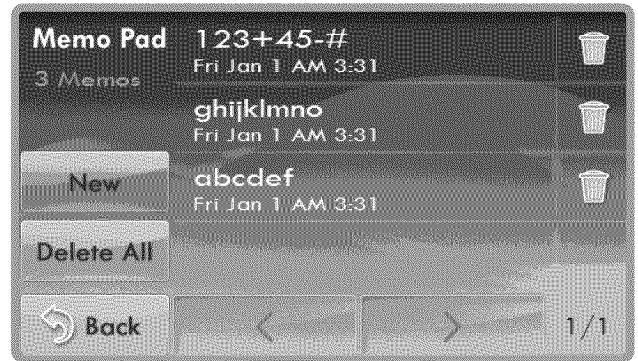 Memo Pad
3 Memos
123+45-#
Fri Jan 1 AM 3:31
ghijklmno
Fri Jan 1 AM 3:31
abcdef
Fri Jan 1 AM 3:31
New
Delete All
Back
<
>
1/1